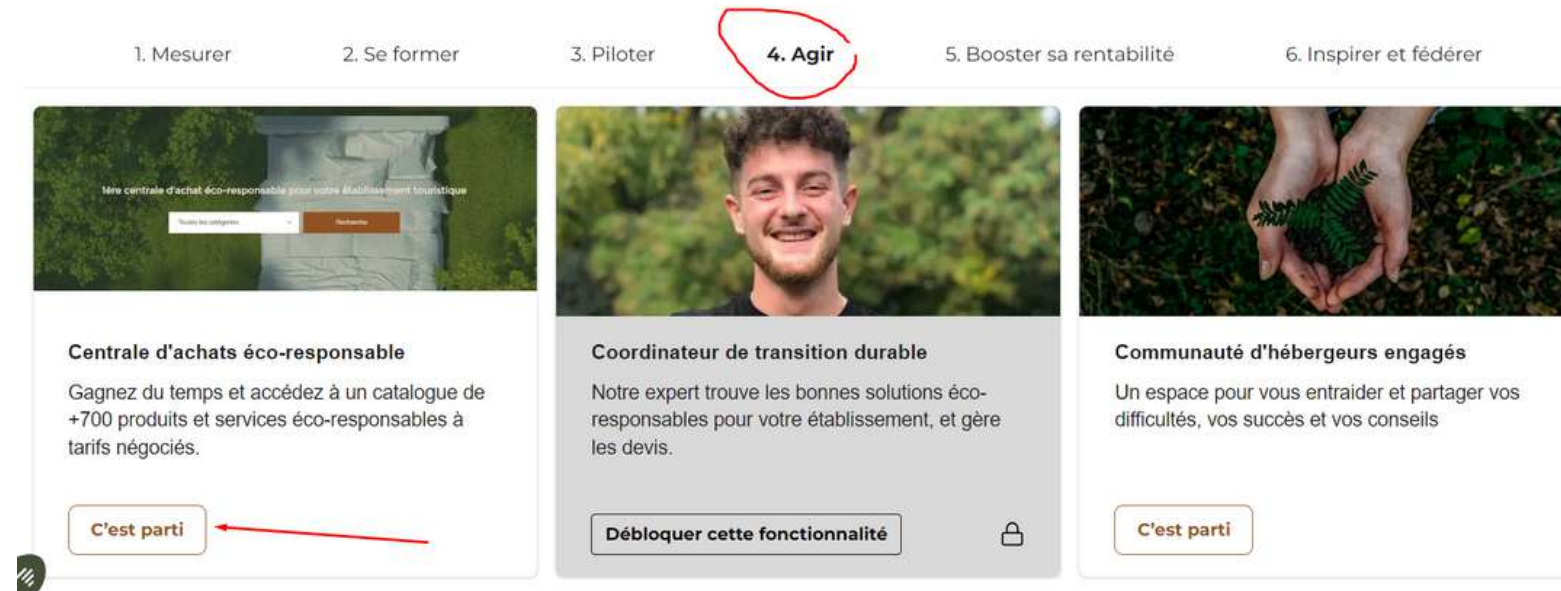 1. Mesurer
2. Se former
3. Piloter
4. Agir
5. Booster sa rentabilité
6. Inspirer et fédérer
1ère centrale d'achat éco-responsable pour votre établissement touristique
Toutes les catégories
Recherche
Centrale d'achats éco-responsable
Gagnez du temps et accédez à un catalogue de
+700 produits et services éco-responsables à
tarifs négociés.
C'est parti
Coordinateur de transition durable
Notre expert trouve les bonnes solutions éco-
responsables pour votre établissement, et gère
les devis.
Débloquer cette fonctionnalité
Communauté d'hébergeurs engagés
Un espace pour vous entraider et partager vos
difficultés, vos succès et vos conseils
C'est parti